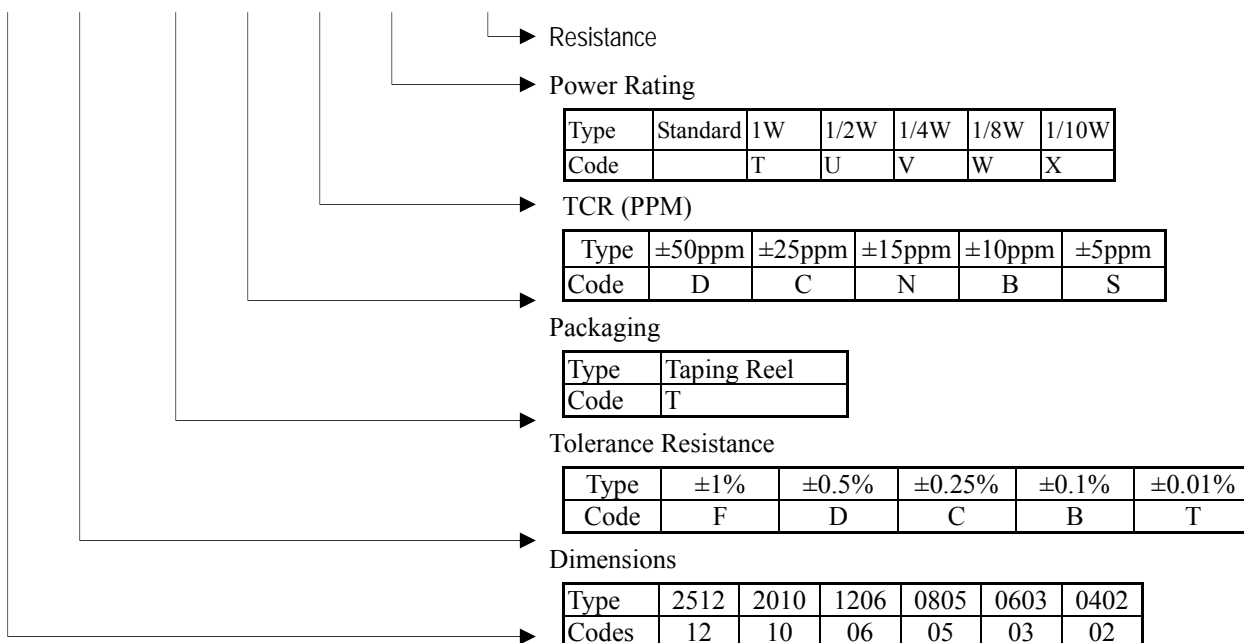 Resistance
Power Rating
Type Standard 1W 1/2W 1/4W 1/8W 1/10W
Code T U V W X
TCR (PPM)
Type ±50ppm ±25ppm ±15ppm ±10ppm ±5ppm
Code D C N B S
Packaging
Type Taping Reel
Code T
Tolerance Resistance
Type ±1% ±0.5% ±0.25% ±0.1% ±0.01%
Code F D C B T
Dimensions
Type 2512 2010 1206 0805 0603 0402
Codes 12 10 06 05 03 02